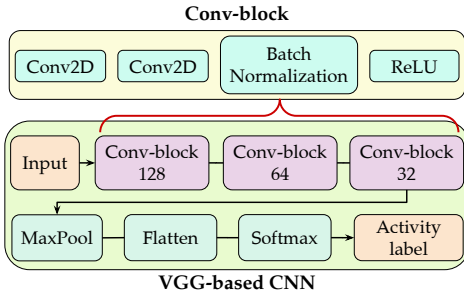 Conv-block
Conv2D
Conv2D
Batch
Normalization
ReLU
Input
Conv-block
128
Conv-block
64
Conv-block
32
MaxPool
Flatten
Softmax
Activity
label
VGG-based CNN